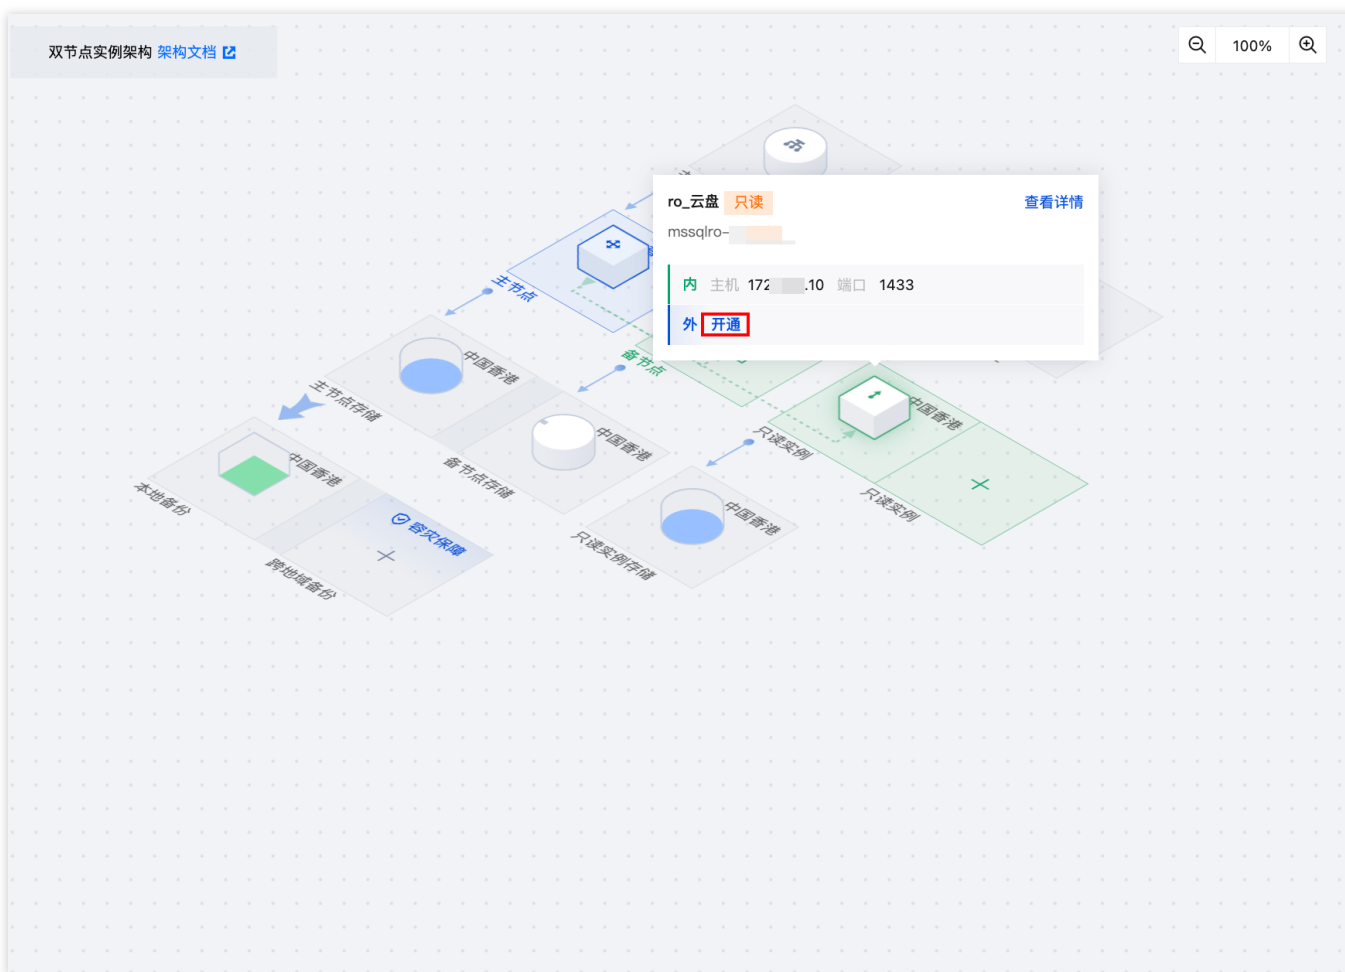 双节点实例架构 架构文档
100%
ro_云盘 只读
查看详情
mssqlro-
内 主机 172 .10 端口 1433
外 开通
主节点
备节点
中国香港
主节点存储
中国香港
备节点存储
中国香港
只读实例
只读实例
中国香港
本地备份
容灾保障
跨地域备份
中国香港
只读实例存储